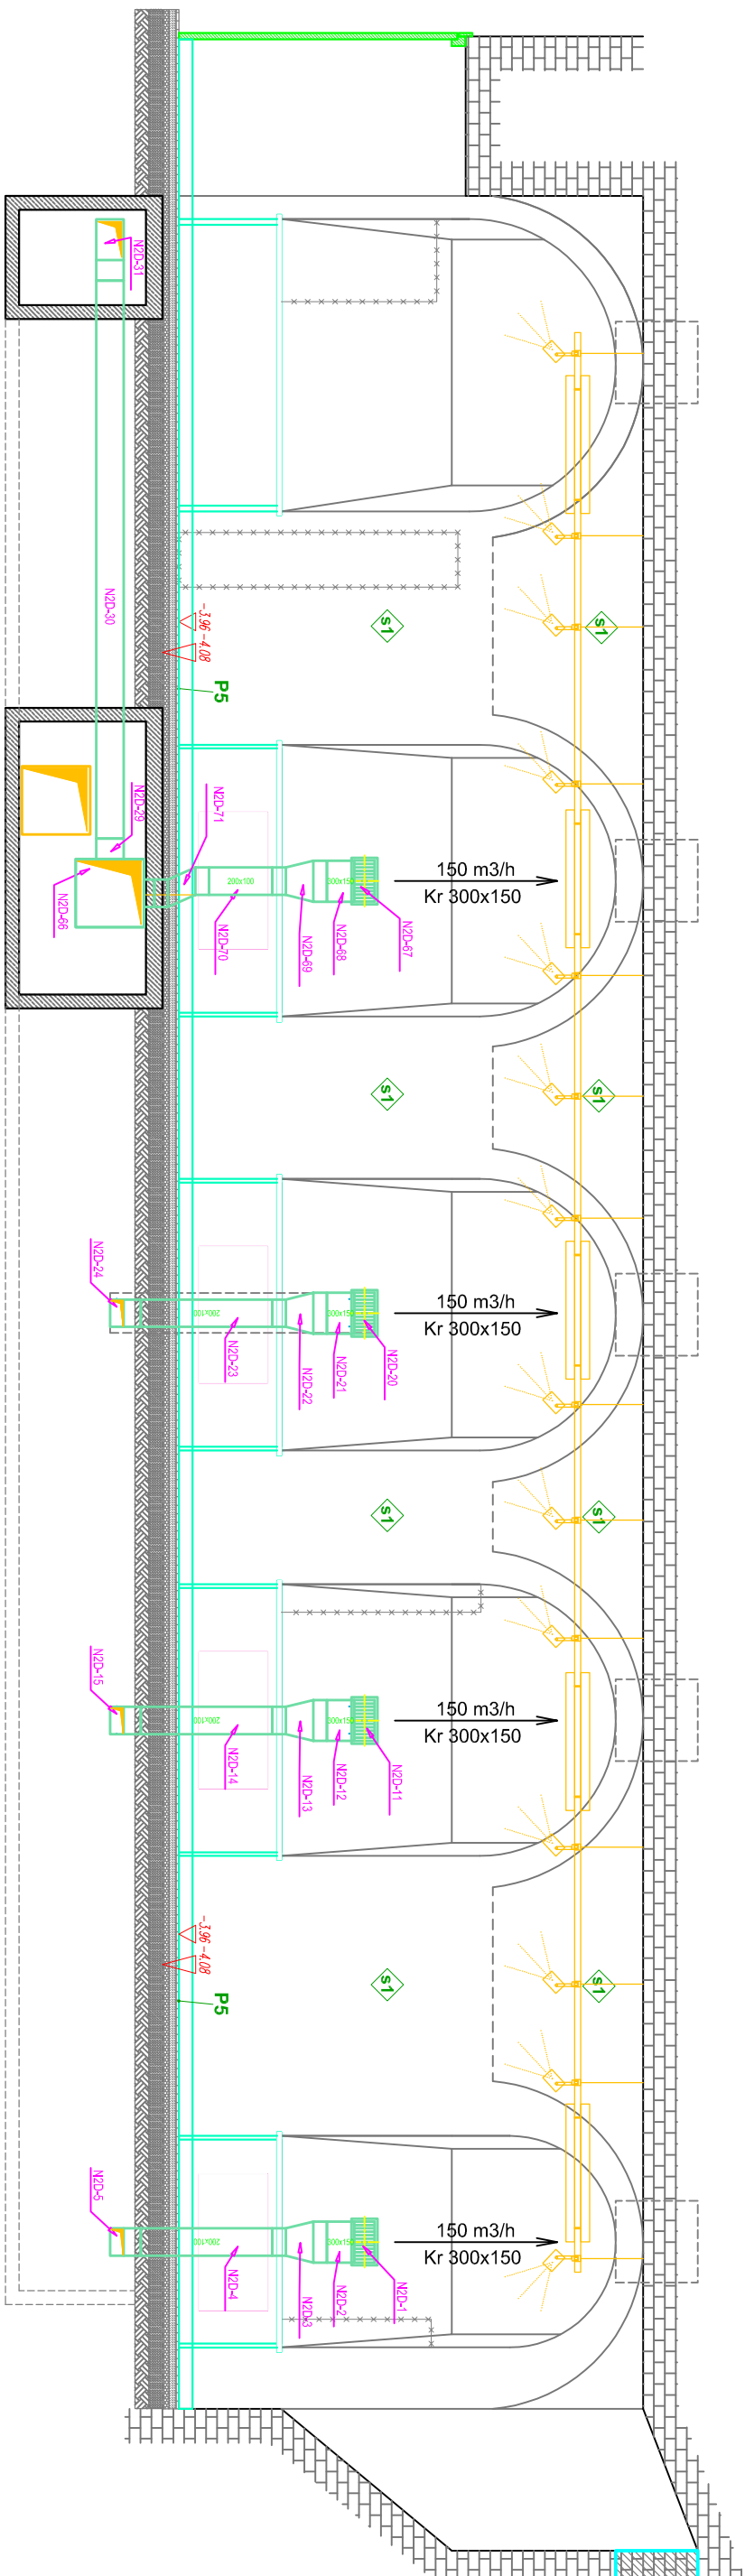 N2D-31
N2D-30
-3.96
-4.08
P5
s1
s1
N2D-29
N2D-66
N2D-71
200x100
N2D-70
300x150
N2D-69
N2D-68
N2D-67
150 m3/h
Kr 300x150
s1
s1
N2D-24
200x100
N2D-23
300x150
N2D-22
N2D-21
N2D-20
150 m3/h
Kr 300x150
s1
s1
N2D-15
200x100
N2D-14
300x150
N2D-13
N2D-12
N2D-11
150 m3/h
Kr 300x150
-3.96
-4.08
P5
s1
s1
N2D-5
200x100
N2D-4
300x150
N2D-3
N2D-2
N2D-1
150 m3/h
Kr 300x150